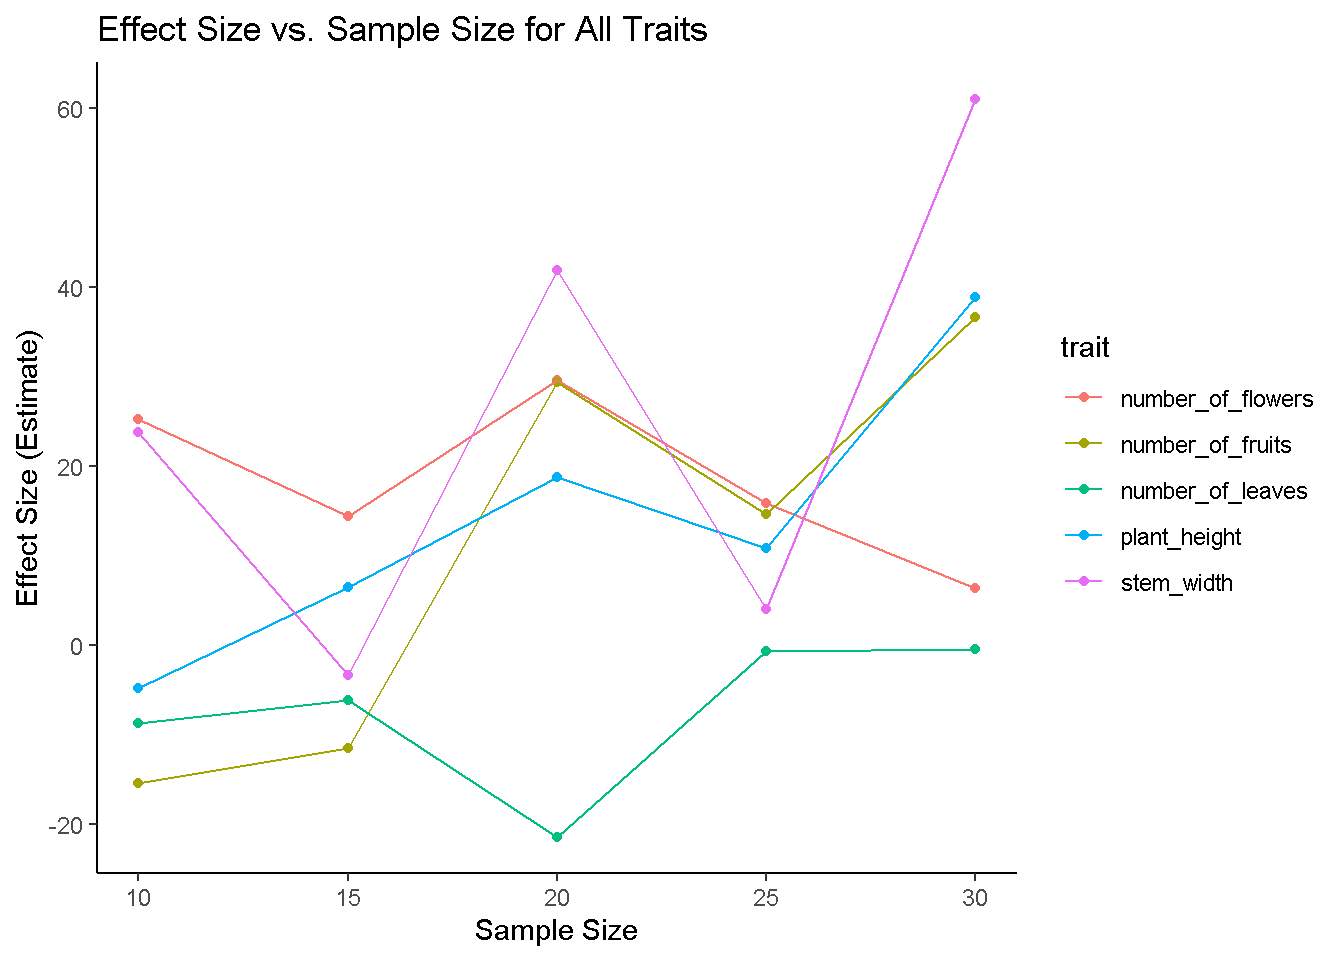 Effect Size vs. Sample Size for All Traits
Effect Size (Estimate)
60
40
20
0
-20
10 15 20 25 30
Sample Size
trait
number_of_flowers
number_of_fruits
number_of_leaves
plant_height
stem_width